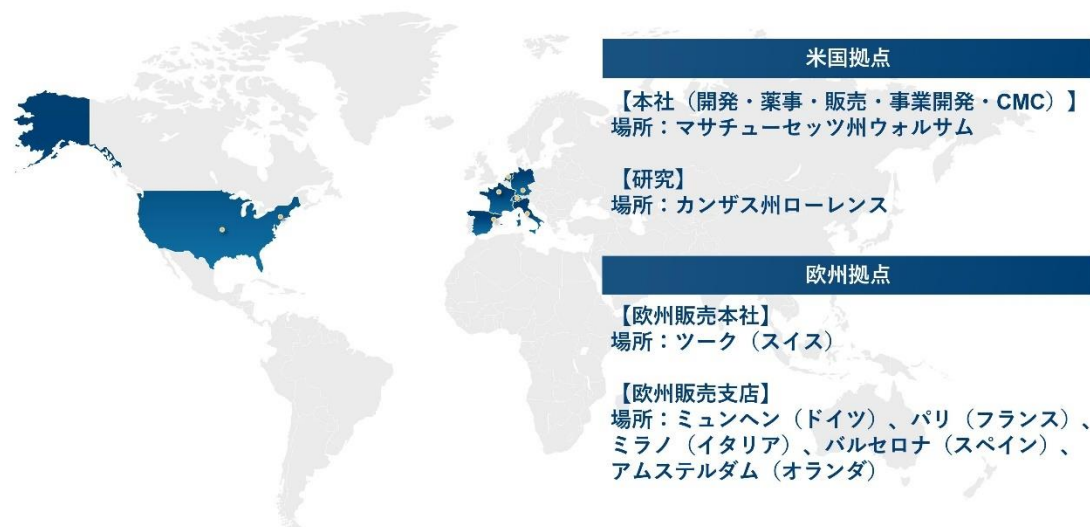 米国拠点
【本社（開発・薬事・販売・事業開発・CMC）】
場所：マサチューセッツ州ウォルサム
【研究】
場所：カンザス州ローレンス
欧州拠点
【欧州販売本社】
場所：ツーク（スイス）
【欧州販売支店】
場所：ミュンヘン（ドイツ）、パリ（フランス）、
ミラノ（イタリア）、バルセロナ（スペイン）、
アムステルダム（オランダ）